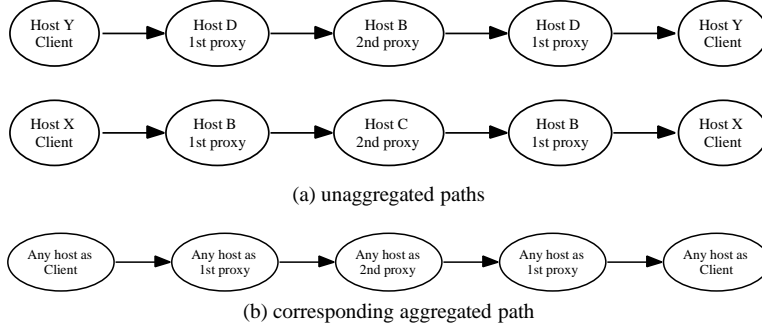 Host Y
Client
Host D
1st proxy
Host B
2nd proxy
Host D
1st proxy
Host Y
Client
Host X
Client
Host B
1st proxy
Host C
2nd proxy
Host B
1st proxy
Host X
Client
(a) unaggregated paths
Any host as
Client
Any host as
1st proxy
Any host as
2nd proxy
Any host as
1st proxy
Any host as
Client
(b) corresponding aggregated path